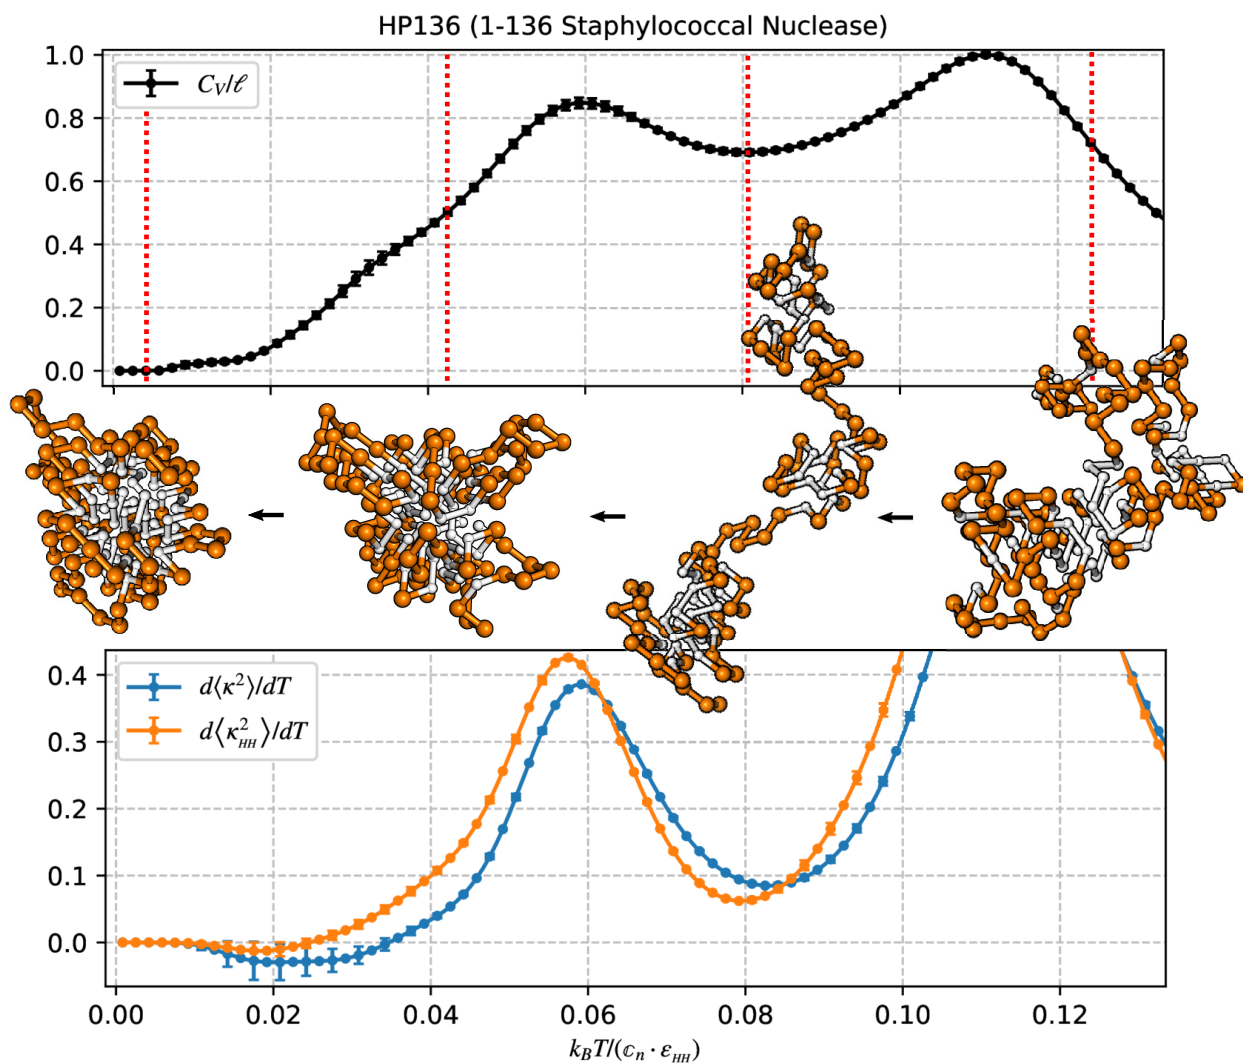 HP136 (1-136 Staphylococcal Nuclease)
1.0
0.8
0.6
0.4
0.2
0.0
C_V/ℓ
0.4
0.3
0.2
0.1
0.0
d⟨κ²⟩/dT
d⟨κ²_HH⟩/dT
0.00 0.02 0.04 0.06 0.08 0.10 0.12
k_BT/(𝕔_n · ε_HH)